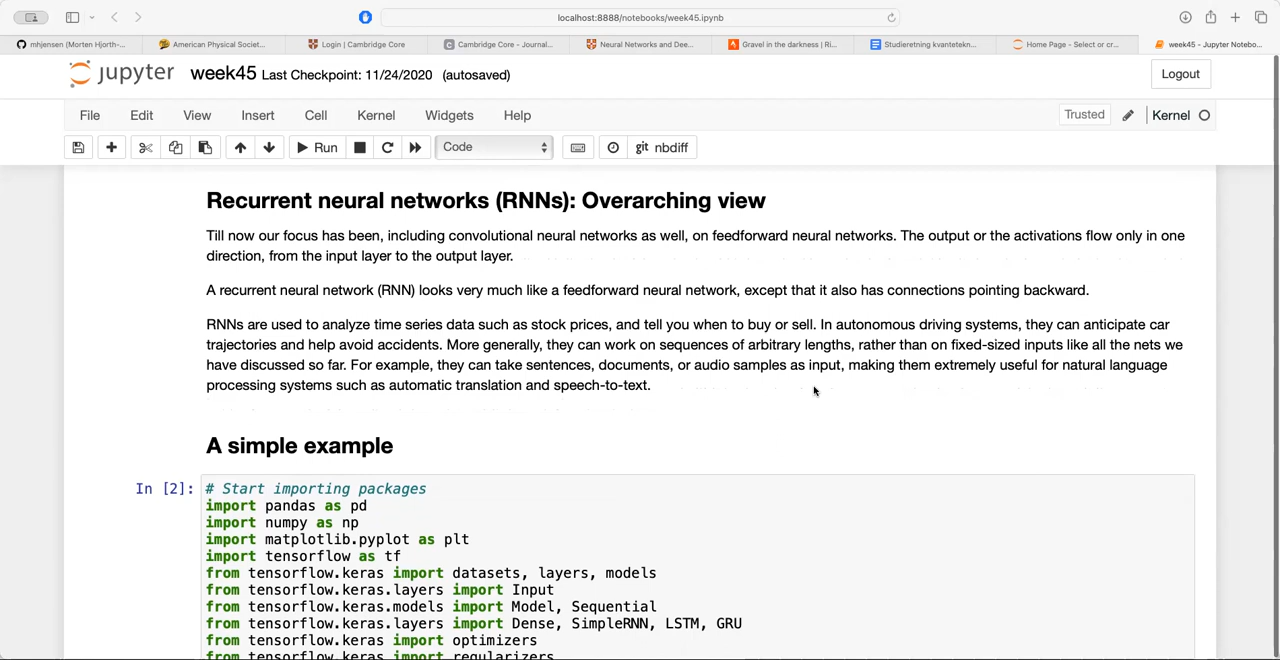 localhost:8888/notebooks/week45.ipynb
mhjensen (Morten Hjorth-... American Physical Societ... Login | Cambridge Core Cambridge Core - Journal... Neural Networks and Dee... Gravel in the darkness | Ri... Studieretning kvantetekn... Home Page - Select or cr... week45 - Jupyter Notebo...
jupyter week45 Last Checkpoint: 11/24/2020 (autosaved) Logout
File Edit View Insert Cell Kernel Widgets Help Trusted Kernel
Run Code git nbdiff
Recurrent neural networks (RNNs): Overarching view
Till now our focus has been, including convolutional neural networks as well, on feedforward neural networks. The output or the activations flow only in one
direction, from the input layer to the output layer.
A recurrent neural network (RNN) looks very much like a feedforward neural network, except that it also has connections pointing backward.
RNNs are used to analyze time series data such as stock prices, and tell you when to buy or sell. In autonomous driving systems, they can anticipate car
trajectories and help avoid accidents. More generally, they can work on sequences of arbitrary lengths, rather than on fixed-sized inputs like all the nets we
have discussed so far. For example, they can take sentences, documents, or audio samples as input, making them extremely useful for natural language
processing systems such as automatic translation and speech-to-text.
A simple example
In [2]: # Start importing packages
import pandas as pd
import numpy as np
import matplotlib.pyplot as plt
import tensorflow as tf
from tensorflow.keras import datasets, layers, models
from tensorflow.keras.layers import Input
from tensorflow.keras.models import Model, Sequential
from tensorflow.keras.layers import Dense, SimpleRNN, LSTM, GRU
from tensorflow.keras import optimizers
from tensorflow.keras import regularizers